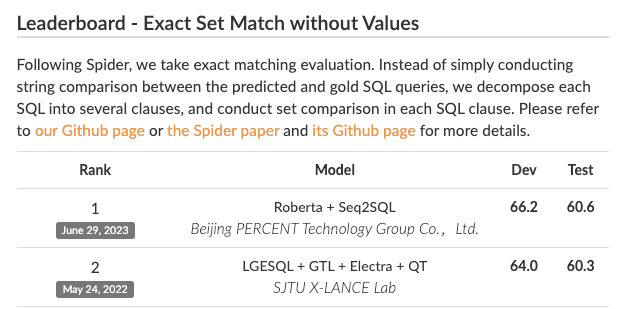 Leaderboard - Exact Set Match without Values
Following Spider, we take exact matching evaluation. Instead of simply conducting
string comparison between the predicted and gold SQL queries, we decompose each
SQL into several clauses, and conduct set comparison in each SQL clause. Please refer
to our Github page or the Spider paper and its Github page for more details.
Rank Model Dev Test
1 Roberta + Seq2SQL 66.2 60.6
June 29, 2023 Beijing PERCENT Technology Group Co.，Ltd.
2 LGESQL + GTL + Electra + QT 64.0 60.3
May 24, 2022 SJTU X-LANCE Lab